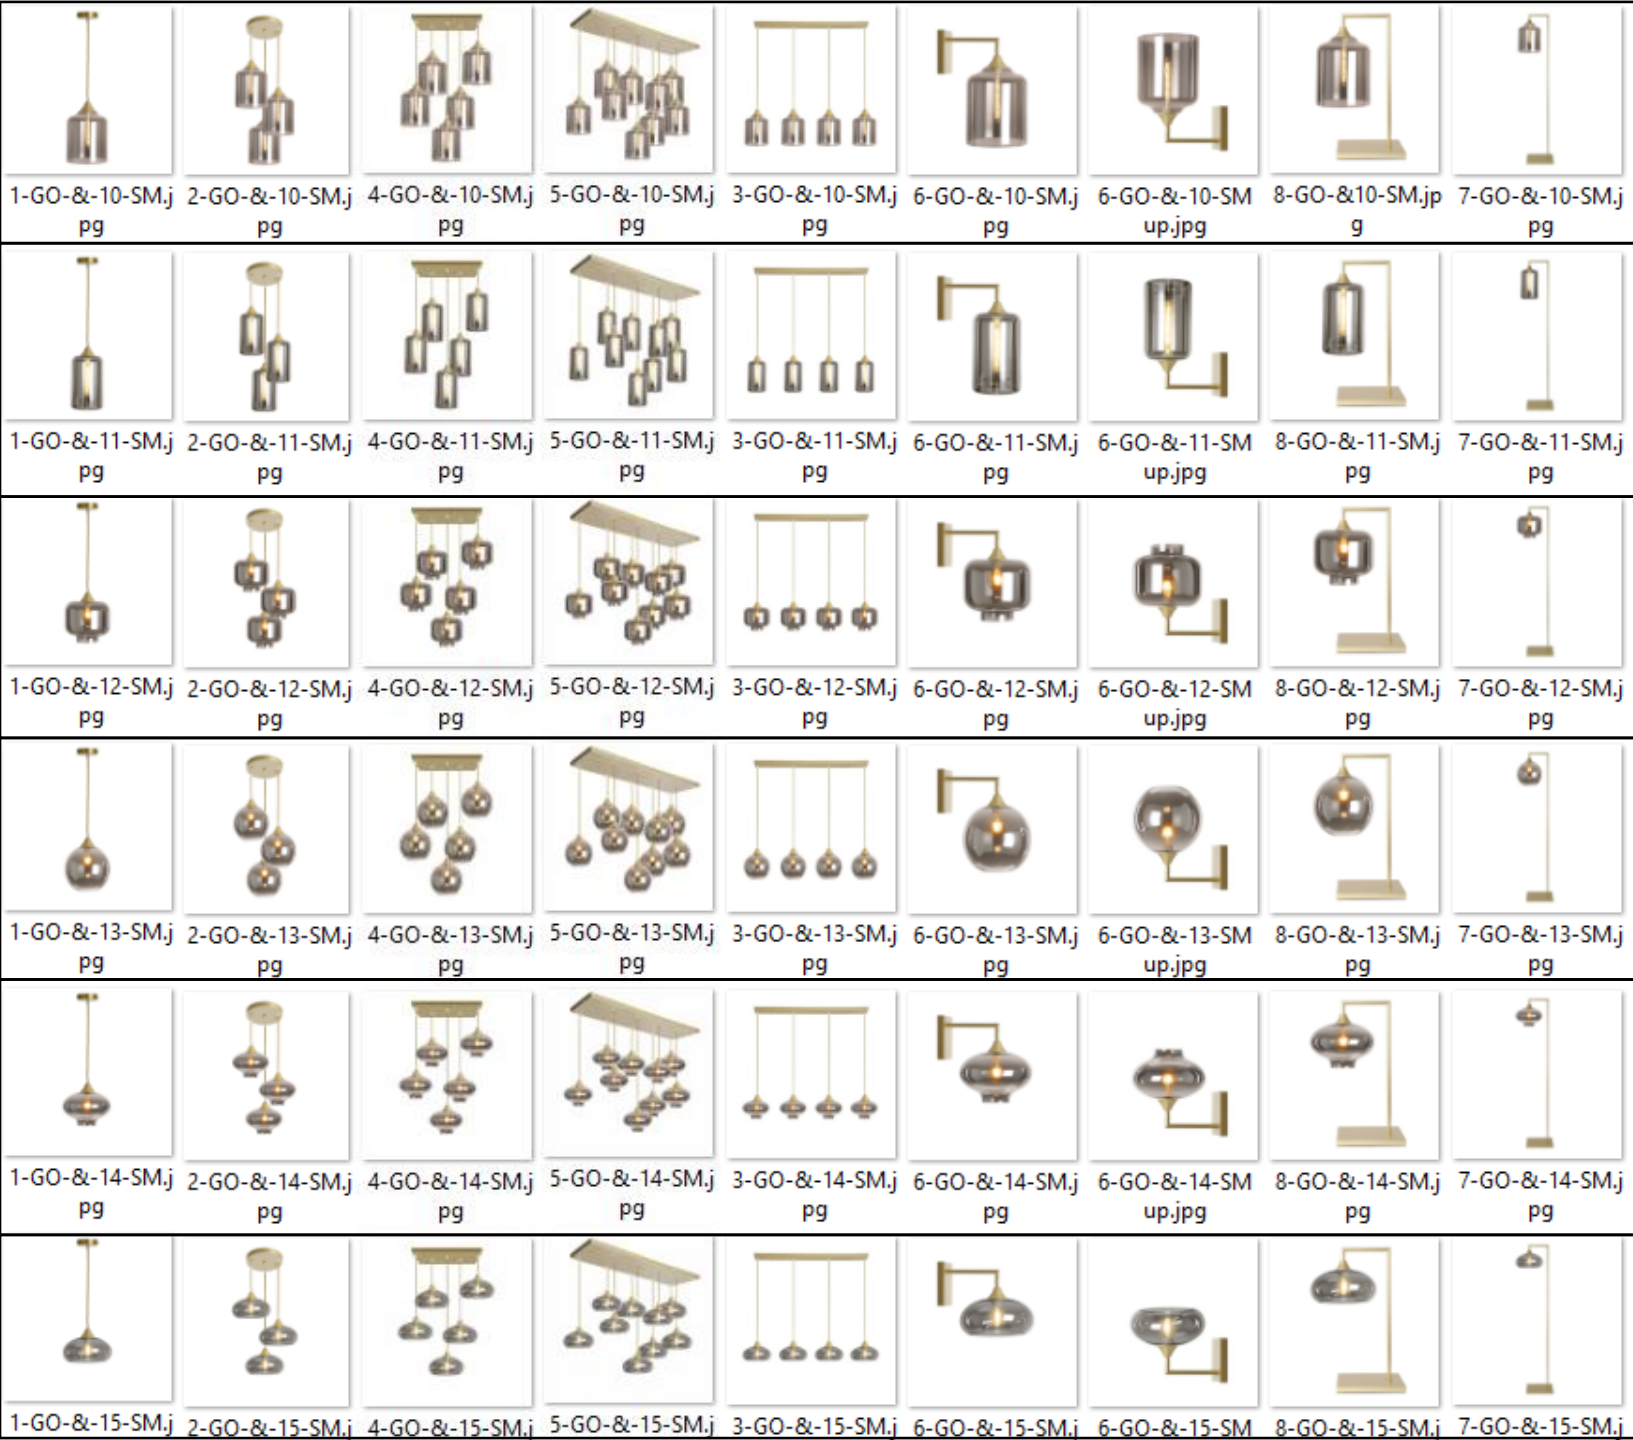 1-GO-&-10-SM.j
pg
2-GO-&-10-SM.j
pg
4-GO-&-10-SM.j
pg
5-GO-&-10-SM.j
pg
3-GO-&-10-SM.j
pg
6-GO-&-10-SM.j
pg
6-GO-&-10-SM
up.jpg
8-GO-&10-SM.jp
g
7-GO-&-10-SM.j
pg
1-GO-&-11-SM.j
pg
2-GO-&-11-SM.j
pg
4-GO-&-11-SM.j
pg
5-GO-&-11-SM.j
pg
3-GO-&-11-SM.j
pg
6-GO-&-11-SM.j
pg
6-GO-&-11-SM
up.jpg
8-GO-&-11-SM.j
pg
7-GO-&-11-SM.j
pg
1-GO-&-12-SM.j
pg
2-GO-&-12-SM.j
pg
4-GO-&-12-SM.j
pg
5-GO-&-12-SM.j
pg
3-GO-&-12-SM.j
pg
6-GO-&-12-SM.j
pg
6-GO-&-12-SM
up.jpg
8-GO-&-12-SM.j
pg
7-GO-&-12-SM.j
pg
1-GO-&-13-SM.j
pg
2-GO-&-13-SM.j
pg
4-GO-&-13-SM.j
pg
5-GO-&-13-SM.j
pg
3-GO-&-13-SM.j
pg
6-GO-&-13-SM.j
pg
6-GO-&-13-SM
up.jpg
8-GO-&-13-SM.j
pg
7-GO-&-13-SM.j
pg
1-GO-&-14-SM.j
pg
2-GO-&-14-SM.j
pg
4-GO-&-14-SM.j
pg
5-GO-&-14-SM.j
pg
3-GO-&-14-SM.j
pg
6-GO-&-14-SM.j
pg
6-GO-&-14-SM
up.jpg
8-GO-&-14-SM.j
pg
7-GO-&-14-SM.j
pg
1-GO-&-15-SM.j
2-GO-&-15-SM.j
4-GO-&-15-SM.j
5-GO-&-15-SM.j
3-GO-&-15-SM.j
6-GO-&-15-SM.j
6-GO-&-15-SM
8-GO-&-15-SM.j
7-GO-&-15-SM.j